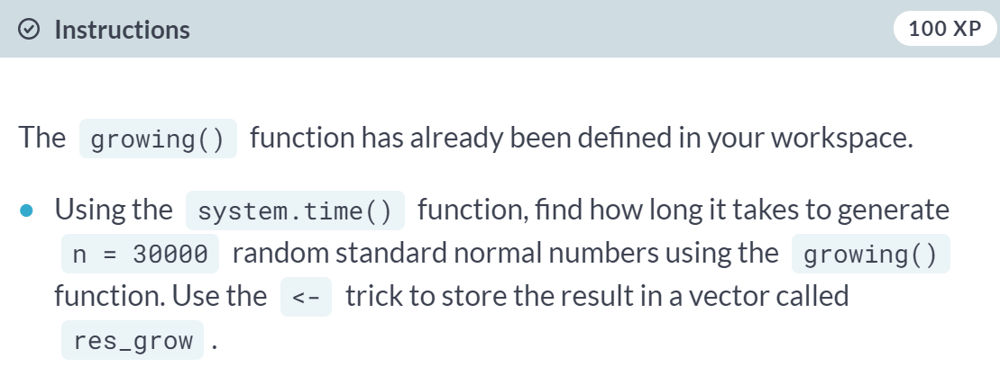 Instructions 100 XP
The growing() function has already been defined in your workspace.
Using the system.time() function, find how long it takes to generate
n = 30000 random standard normal numbers using the growing()
function. Use the <- trick to store the result in a vector called
res_grow .